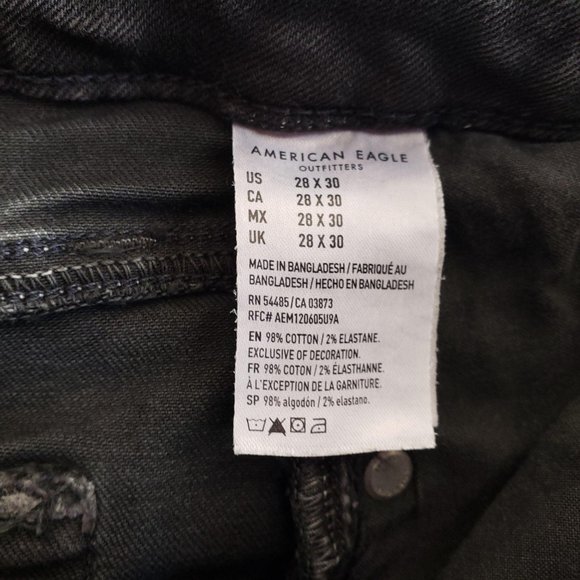 AMERICAN EAGLE
OUTFITTERS
US 28 X 30
CA 28 X 30
MX 28 X 30
UK 28 X 30
MADE IN BANGLADESH / FABRIQUÉ AU
BANGLADESH / HECHO EN BANGLADESH
RN 54485 / CA 03873
RFC# AEM120605U9A
EN 98% COTTON / 2% ELASTANE.
EXCLUSIVE OF DECORATION.
FR 98% COTON / 2% ÉLASTHANNE.
À L'EXCEPTION DE LA GARNITURE.
SP 98% algodón / 2% elastano.